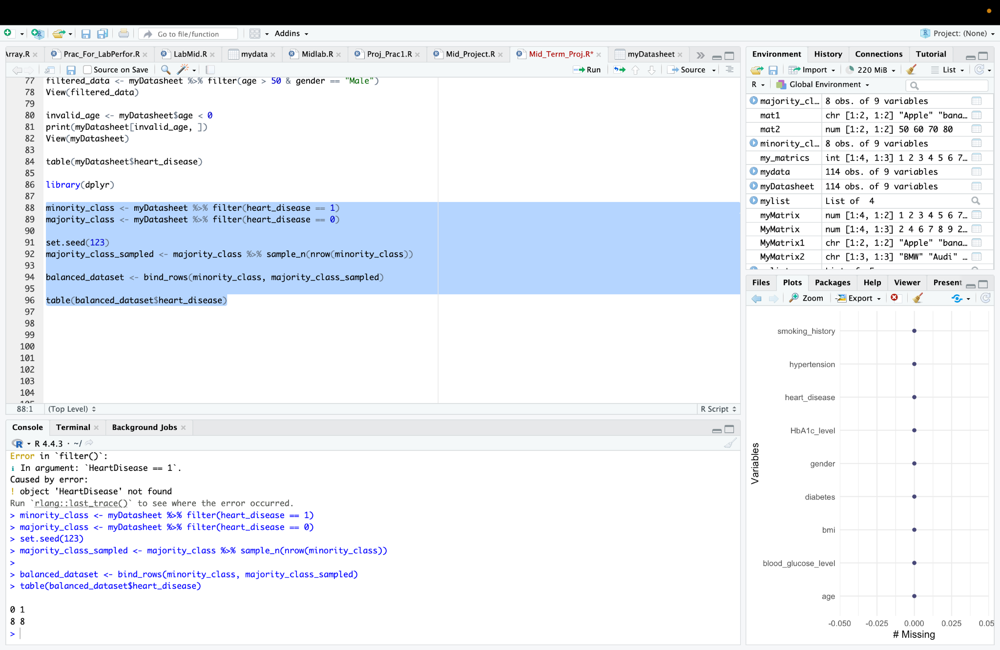 Go to file/function
Addins
Project: (None)
Array.R
Prac_For_LabPerfor.R
LabMid.R
mydata
Midlab.R
Proj_Prac1.R
Mid_Project.R
Mid_Term_Proj.R*
myDatasheet
Source on Save
Run
Source
77 filtered_data <- myDatasheet %>% filter(age > 50 & gender == "Male")
78 View(filtered_data)
79
80 invalid_age <- myDatasheet$age < 0
81 print(myDatasheet[invalid_age, ])
82 View(myDatasheet)
83
84 table(myDatasheet$heart_disease)
85
86 library(dplyr)
87
88 minority_class <- myDatasheet %>% filter(heart_disease == 1)
89 majority_class <- myDatasheet %>% filter(heart_disease == 0)
90
91 set.seed(123)
92 majority_class_sampled <- majority_class %>% sample_n(nrow(minority_class))
93
94 balanced_dataset <- bind_rows(minority_class, majority_class_sampled)
95
96 table(balanced_dataset$heart_disease)
97
98
99
100
101
102
103
104
88:1 (Top Level) R Script
Console Terminal Background Jobs
R 4.4.3 · ~/
Error in `filter()`:
i In argument: `HeartDisease == 1`.
Caused by error:
! object 'HeartDisease' not found
Run `rlang::last_trace()` to see where the error occurred.
> minority_class <- myDatasheet %>% filter(heart_disease == 1)
> majority_class <- myDatasheet %>% filter(heart_disease == 0)
> set.seed(123)
> majority_class_sampled <- majority_class %>% sample_n(nrow(minority_class))
>
> balanced_dataset <- bind_rows(minority_class, majority_class_sampled)
> table(balanced_dataset$heart_disease)
0 1
8 8
>
Environment History Connections Tutorial
Import 220 MiB List
R Global Environment
majority_cl… 8 obs. of 9 variables
mat1 chr [1:2, 1:2] "Apple" "bana…
mat2 num [1:2, 1:2] 50 60 70 80
minority_cl… 8 obs. of 9 variables
my_matrics int [1:4, 1:3] 1 2 3 4 5 6 7…
mydata 114 obs. of 9 variables
myDatasheet 114 obs. of 9 variables
mylist List of 4
myMatrix num [1:4, 1:2] 1 2 3 4 5 6 7…
MyMatrix num [1:4, 1:3] 2 4 6 7 8 9 2…
MyMatrix1 chr [1:2, 1:2] "Apple" "bana…
MyMatrix2 chr [1:3, 1:3] "BMW" "Audi" …
Files Plots Packages Help Viewer Present
Zoom Export
Variables
smoking_history
hypertension
heart_disease
HbA1c_level
gender
diabetes
bmi
blood_glucose_level
age
-0.050 -0.025 0.000 0.025 0.05
# Missing